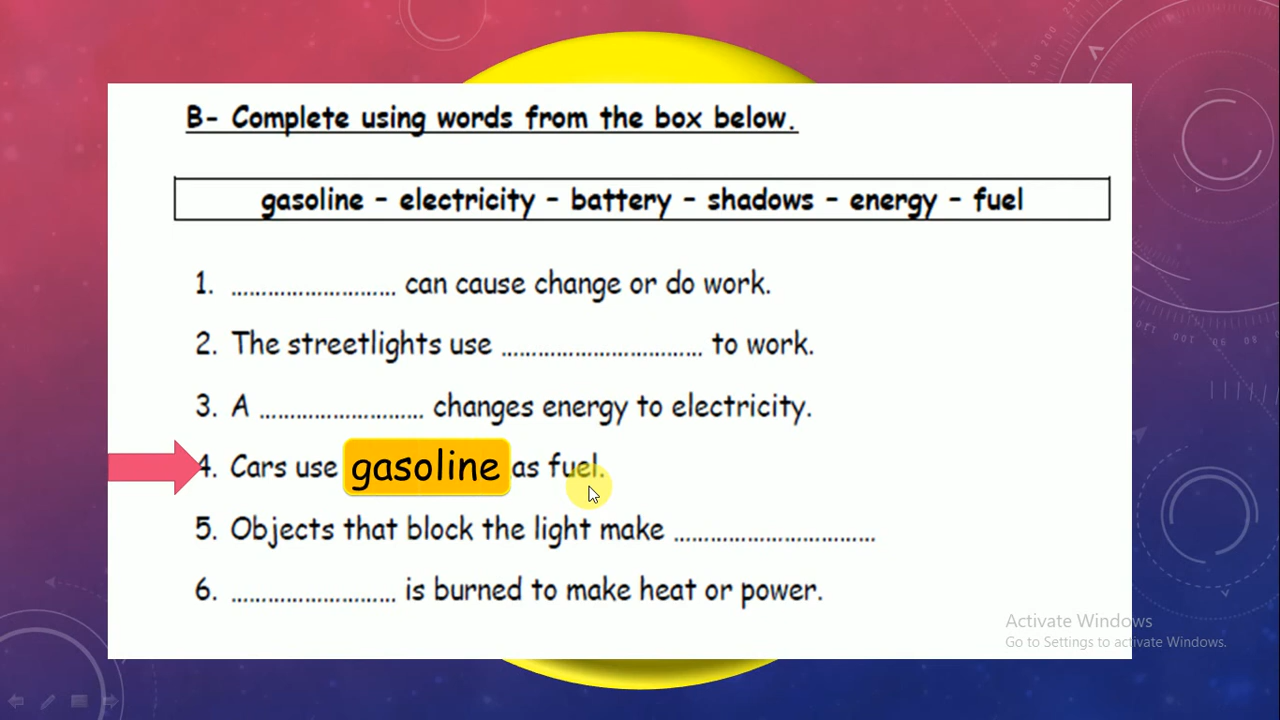 B- Complete using words from the box below.
gasoline - electricity - battery - shadows - energy - fuel
1. ........................... can cause change or do work.
2. The streetlights use ................................. to work.
3. A ........................... changes energy to electricity.
4. Cars use gasoline as fuel.
5. Objects that block the light make .................................
6. ........................... is burned to make heat or power.
Activate Windows
Go to Settings to activate Windows.